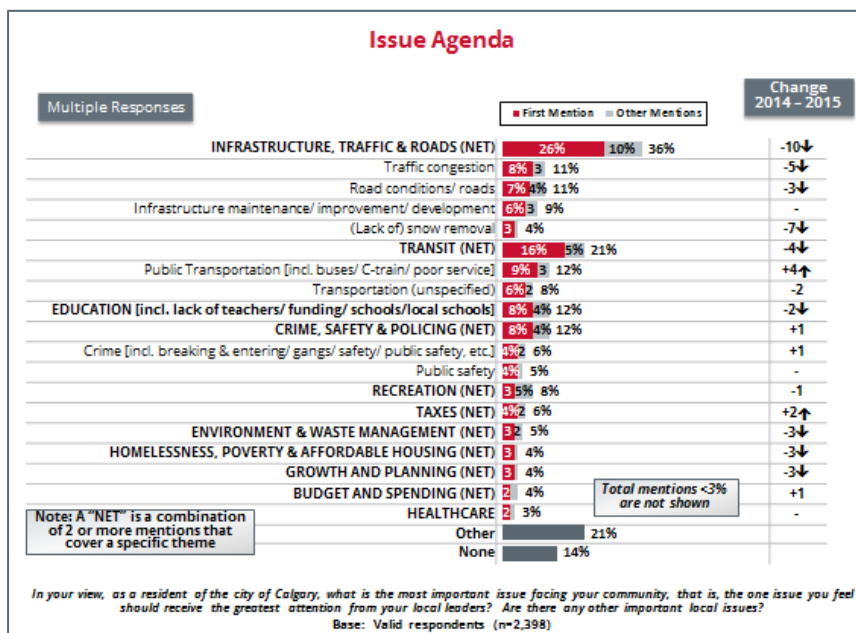 Issue Agenda
Multiple Responses
First Mention Other Mentions
Change
2014 – 2015
INFRASTRUCTURE, TRAFFIC & ROADS (NET) 26% 10% 36% -10↓
Traffic congestion 8% 3 11% -5↓
Road conditions/ roads 7% 4% 11% -3↓
Infrastructure maintenance/ improvement/ development 6% 3 9% -
(Lack of) snow removal 3 4% -7↓
TRANSIT (NET) 16% 5% 21% -4↓
Public Transportation [incl. buses/ C-train/ poor service] 9% 3 12% +4↑
Transportation (unspecified) 6% 2 8% -2
EDUCATION [incl. lack of teachers/ funding/ schools/local schools] 8% 4% 12% -2↓
CRIME, SAFETY & POLICING (NET) 8% 4% 12% +1
Crime [incl. breaking & entering/ gangs/ safety/ public safety, etc.] 4% 2 6% +1
Public safety 4% 5% -
RECREATION (NET) 3 5% 8% -1
TAXES (NET) 4% 2 6% +2↑
ENVIRONMENT & WASTE MANAGEMENT (NET) 3 2 5% -3↓
HOMELESSNESS, POVERTY & AFFORDABLE HOUSING (NET) 3 4% -3↓
GROWTH AND PLANNING (NET) 3 4% -3↓
BUDGET AND SPENDING (NET) 2 4% +1
HEALTHCARE 2 3% -
Other 21%
None 14%
Total mentions <3%
are not shown
Note: A "NET" is a combination
of 2 or more mentions that
cover a specific theme
In your view, as a resident of the city of Calgary, what is the most important issue facing your community, that is, the one issue you feel
should receive the greatest attention from your local leaders? Are there any other important local issues?
Base: Valid respondents (n=2,398)